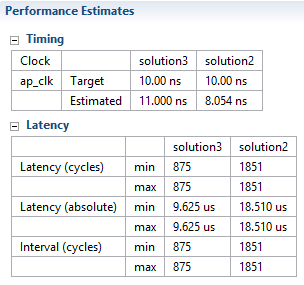 Performance Estimates
Timing
Clock solution3 solution2
ap_clk Target 10.00 ns 10.00 ns
Estimated 11.000 ns 8.054 ns
Latency
solution3 solution2
Latency (cycles) min 875 1851
max 875 1851
Latency (absolute) min 9.625 us 18.510 us
max 9.625 us 18.510 us
Interval (cycles) min 875 1851
max 875 1851